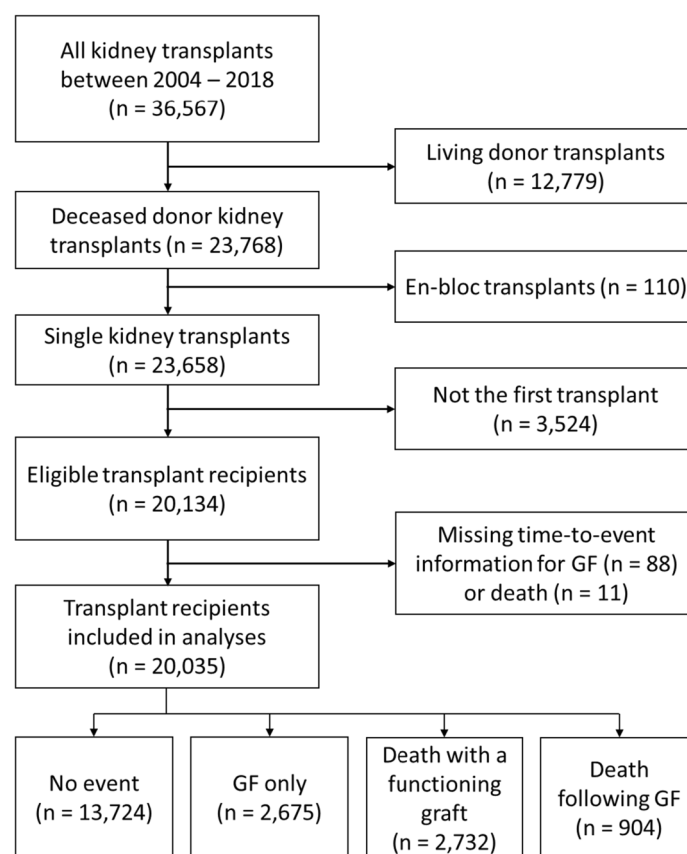 All kidney transplants
between 2004 – 2018
(n = 36,567)
Living donor transplants
(n = 12,779)
Deceased donor kidney
transplants (n = 23,768)
En-bloc transplants (n = 110)
Single kidney transplants
(n = 23,658)
Not the first transplant
(n = 3,524)
Eligible transplant recipients
(n = 20,134)
Missing time-to-event
information for GF (n = 88)
or death (n = 11)
Transplant recipients
included in analyses
(n = 20,035)
No event
(n = 13,724)
GF only
(n = 2,675)
Death with a
functioning
graft
(n = 2,732)
Death
following GF
(n = 904)